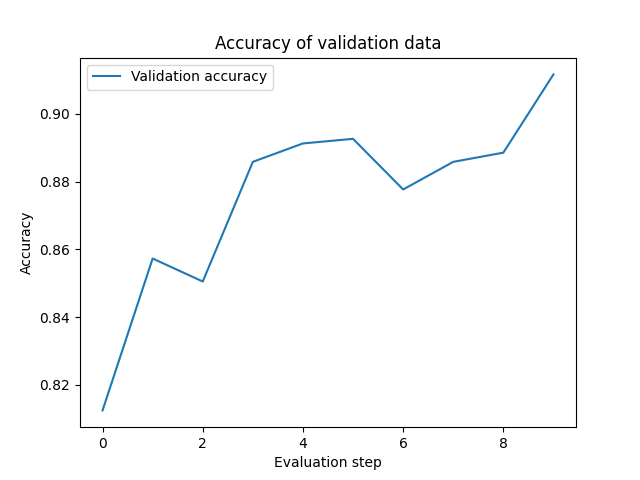 Accuracy of validation data
Validation accuracy
0.90
0.88
0.86
0.84
0.82
Accuracy
0 2 4 6 8
Evaluation step